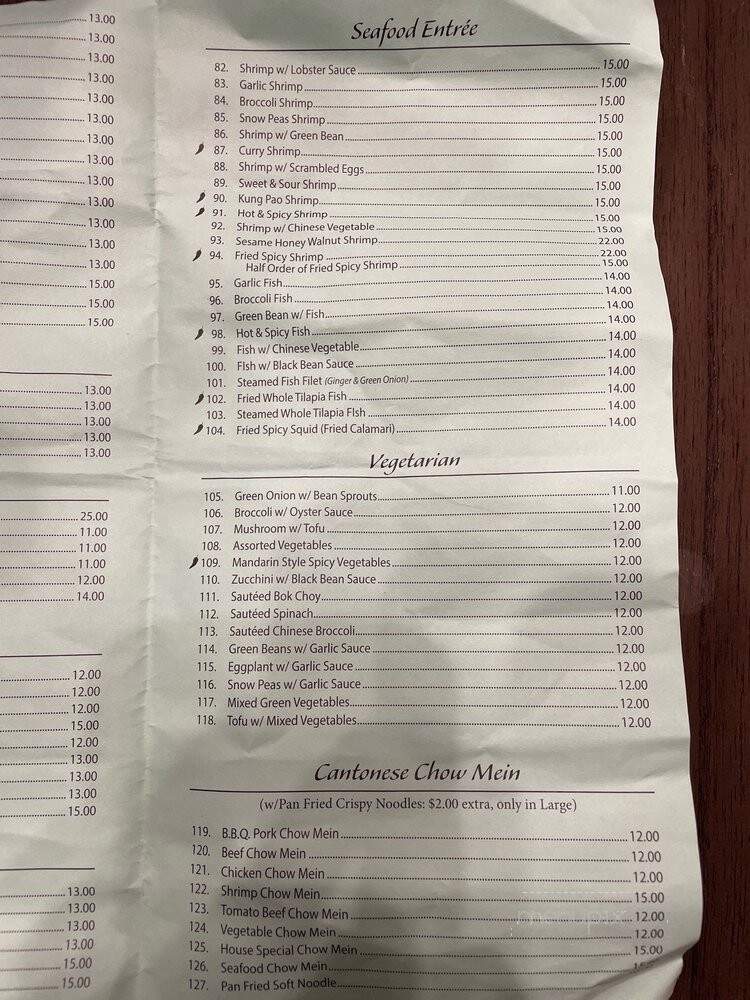 13.00
13.00
13.00
13.00
13.00
13.00
13.00
13.00
13.00
13.00
13.00
13.00
13.00
15.00
15.00
15.00
13.00
13.00
13.00
13.00
13.00
25.00
11.00
11.00
11.00
12.00
14.00
12.00
12.00
12.00
15.00
12.00
13.00
13.00
13.00
15.00
13.00
13.00
13.00
13.00
15.00
15.00
Seafood Entrée
82. Shrimp w/ Lobster Sauce 15.00
83. Garlic Shrimp 15.00
84. Broccoli Shrimp 15.00
85. Snow Peas Shrimp 15.00
86. Shrimp w/ Green Bean 15.00
87. Curry Shrimp 15.00
88. Shrimp w/ Scrambled Eggs 15.00
89. Sweet & Sour Shrimp 15.00
90. Kung Pao Shrimp 15.00
91. Hot & Spicy Shrimp 15.00
92. Shrimp w/ Chinese Vegetable 15.00
93. Sesame Honey Walnut Shrimp 22.00
94. Fried Spicy Shrimp 22.00
Half Order of Fried Spicy Shrimp 15.00
95. Garlic Fish 14.00
96. Broccoli Fish 14.00
97. Green Bean w/ Fish 14.00
98. Hot & Spicy Fish 14.00
99. Fish w/ Chinese Vegetable 14.00
100. FIsh w/ Black Bean Sauce 14.00
101. Steamed Fish Filet (Ginger & Green Onion) 14.00
102. Fried Whole Tilapia Fish 14.00
103. Steamed Whole Tilapia FIsh 14.00
104. Fried Spicy Squid (Fried Calamari) 14.00
Vegetarian
105. Green Onion w/ Bean Sprouts 11.00
106. Broccoli w/ Oyster Sauce 12.00
107. Mushroom w/ Tofu 12.00
108. Assorted Vegetables 12.00
109. Mandarin Style Spicy Vegetables 12.00
110. Zucchini w/ Black Bean Sauce 12.00
111. Sautéed Bok Choy 12.00
112. Sautéed Spinach 12.00
113. Sautéed Chinese Broccoli 12.00
114. Green Beans w/ Garlic Sauce 12.00
115. Eggplant w/ Garlic Sauce 12.00
116. Snow Peas w/ Garlic Sauce 12.00
117. Mixed Green Vegetables 12.00
118. Tofu w/ Mixed Vegetables 12.00
Cantonese Chow Mein
(w/Pan Fried Crispy Noodles: $2.00 extra, only in Large)
119. B.B.Q. Pork Chow Mein 12.00
120. Beef Chow Mein 12.00
121. Chicken Chow Mein 12.00
122. Shrimp Chow Mein 15.00
123. Tomato Beef Chow Mein 12.00
124. Vegetable Chow Mein 12.00
125. House Special Chow Mein 15.00
126. Seafood Chow Mein
127. Pan Fried Soft Noodle